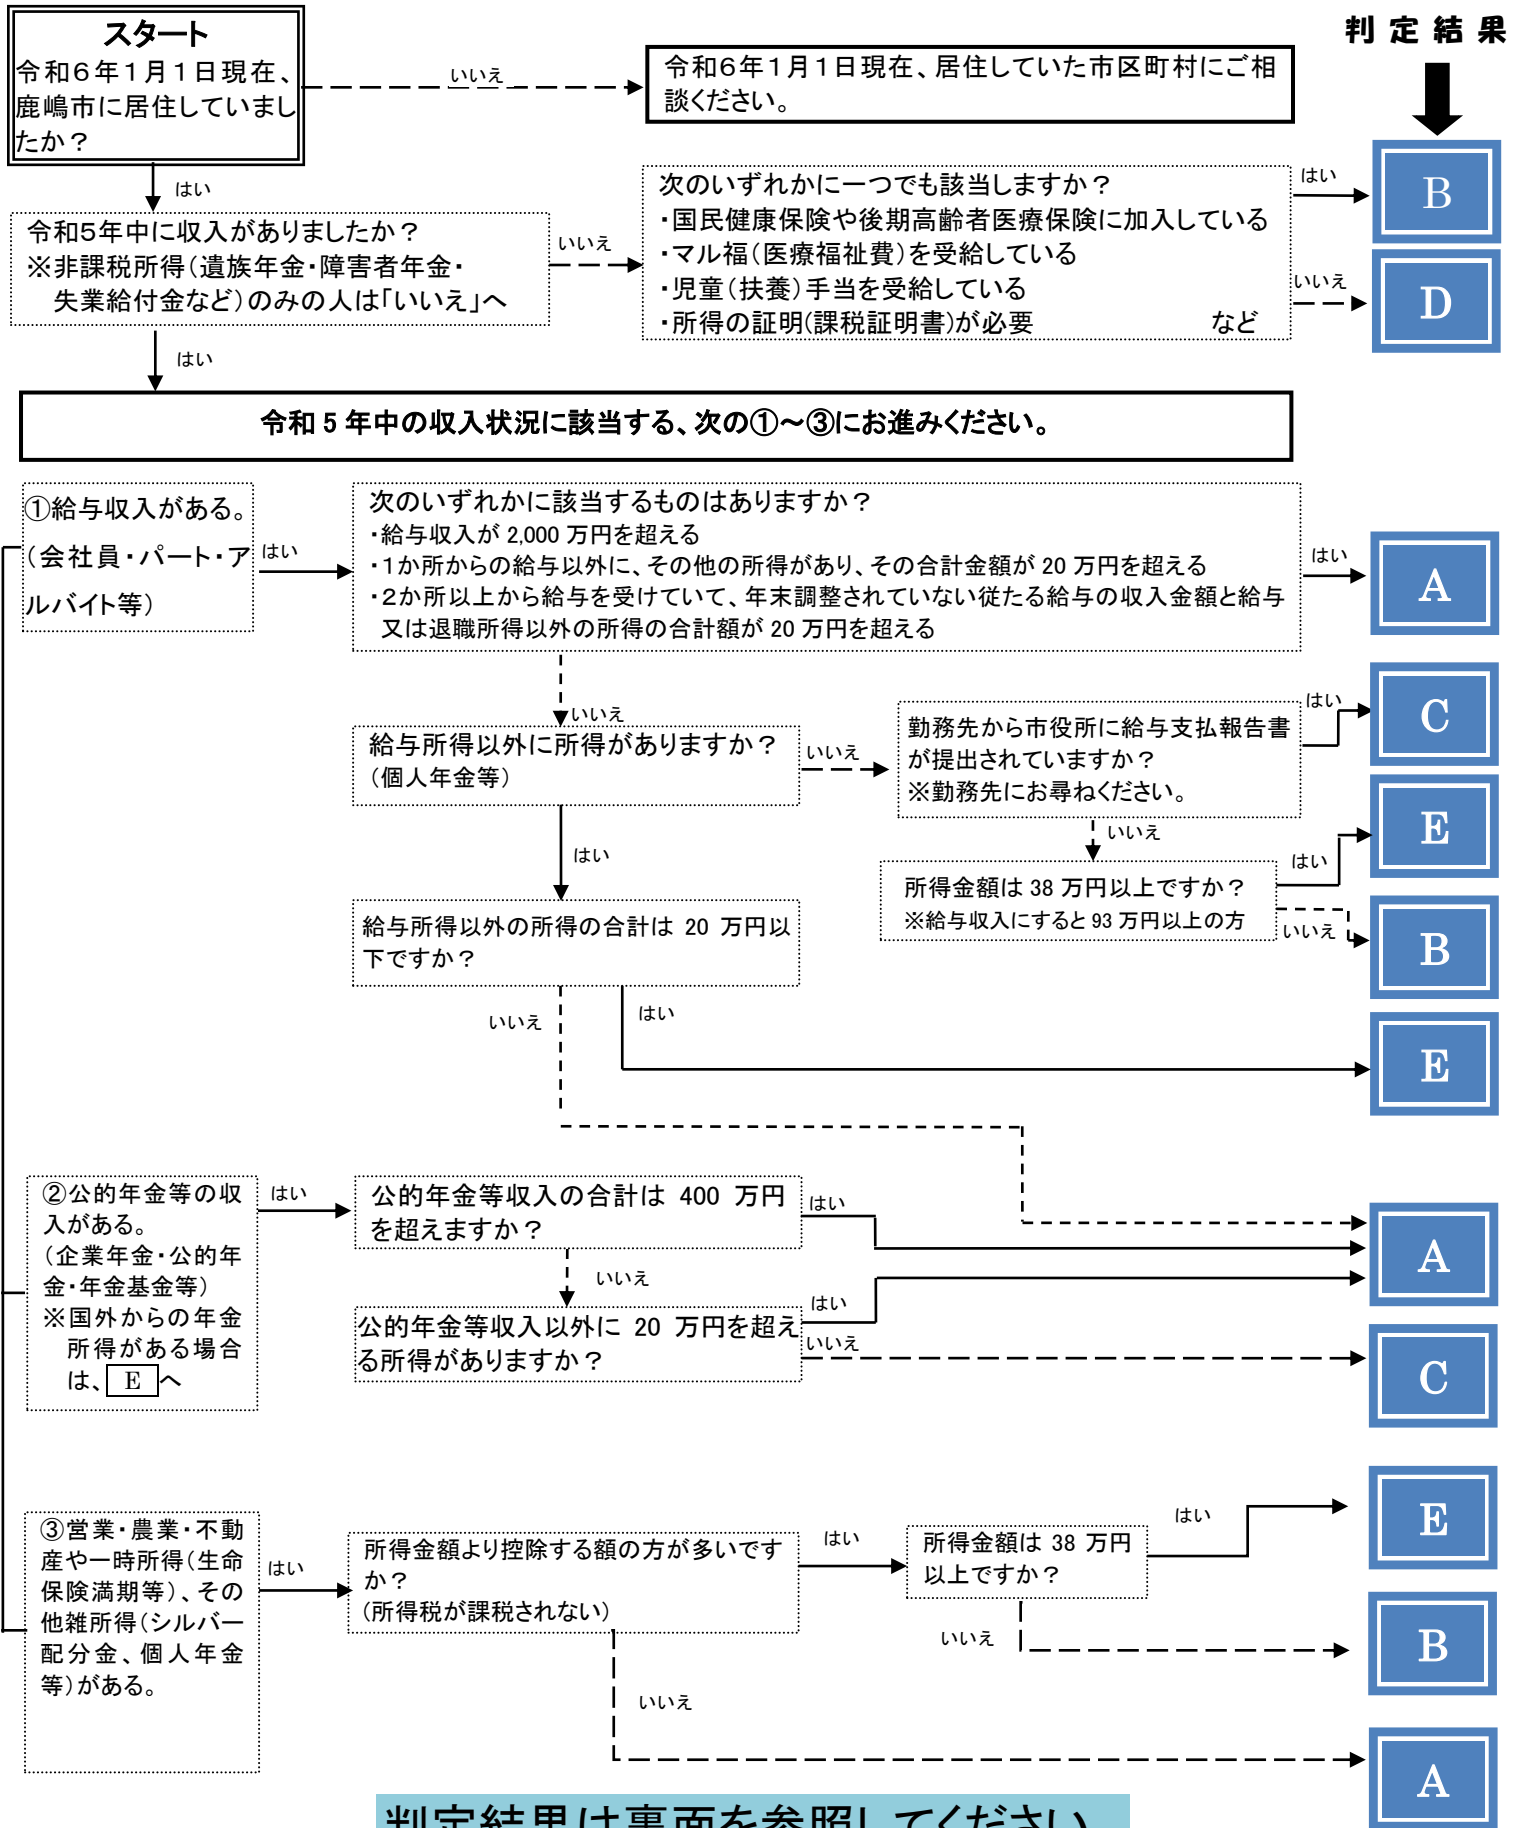 判定結果
スタート
令和６年１月１日現在、
鹿嶋市に居住していまし
たか？
いいえ
令和６年１月１日現在、居住していた市区町村にご相
談ください。
はい
令和５年中に収入がありましたか？
※非課税所得（遺族年金・障害者年金・
失業給付金など）のみの人は「いいえ」へ
いいえ
次のいずれかに一つでも該当しますか？
・国民健康保険や後期高齢者医療保険に加入している
・マル福（医療福祉費）を受給している
・児童（扶養）手当を受給している
・所得の証明(課税証明書)が必要　　など
はい
B
いいえ
D
はい
令和 5 年中の収入状況に該当する、次の①～③にお進みください。
①給与収入がある。
（会社員・パート・ア
ルバイト等）
はい
次のいずれかに該当するものはありますか？
・給与収入が 2,000 万円を超える
・１か所からの給与以外に、その他の所得があり、その合計金額が 20 万円を超える
・２か所以上から給与を受けていて、年末調整されていない従たる給与の収入金額と給与
又は退職所得以外の所得の合計額が 20 万円を超える
はい
A
いいえ
給与所得以外に所得がありますか？
（個人年金等）
いいえ
勤務先から市役所に給与支払報告書
が提出されていますか？
※勤務先にお尋ねください。
はい
C
いいえ
所得金額は 38 万円以上ですか？
※給与収入にすると 93 万円以上の方
はい
E
いいえ
B
はい
給与所得以外の所得の合計は 20 万円以
下ですか？
いいえ
はい
E
②公的年金等の収
入がある。
（企業年金・公的年
金・年金基金等）
※国外からの年金
所得がある場合
は、 E へ
はい
公的年金等収入の合計は 400 万円
を超えますか？
はい
A
いいえ
公的年金等収入以外に 20 万円を超え
る所得がありますか？
はい
いいえ
C
③営業・農業・不動
産や一時所得（生命
保険満期等）、その
他雑所得（シルバー
配分金、個人年金
等）がある。
はい
所得金額より控除する額の方が多いです
か？
（所得税が課税されない）
はい
所得金額は 38 万円
以上ですか？
はい
E
いいえ
B
いいえ
A
判定結果は裏面を参照してください